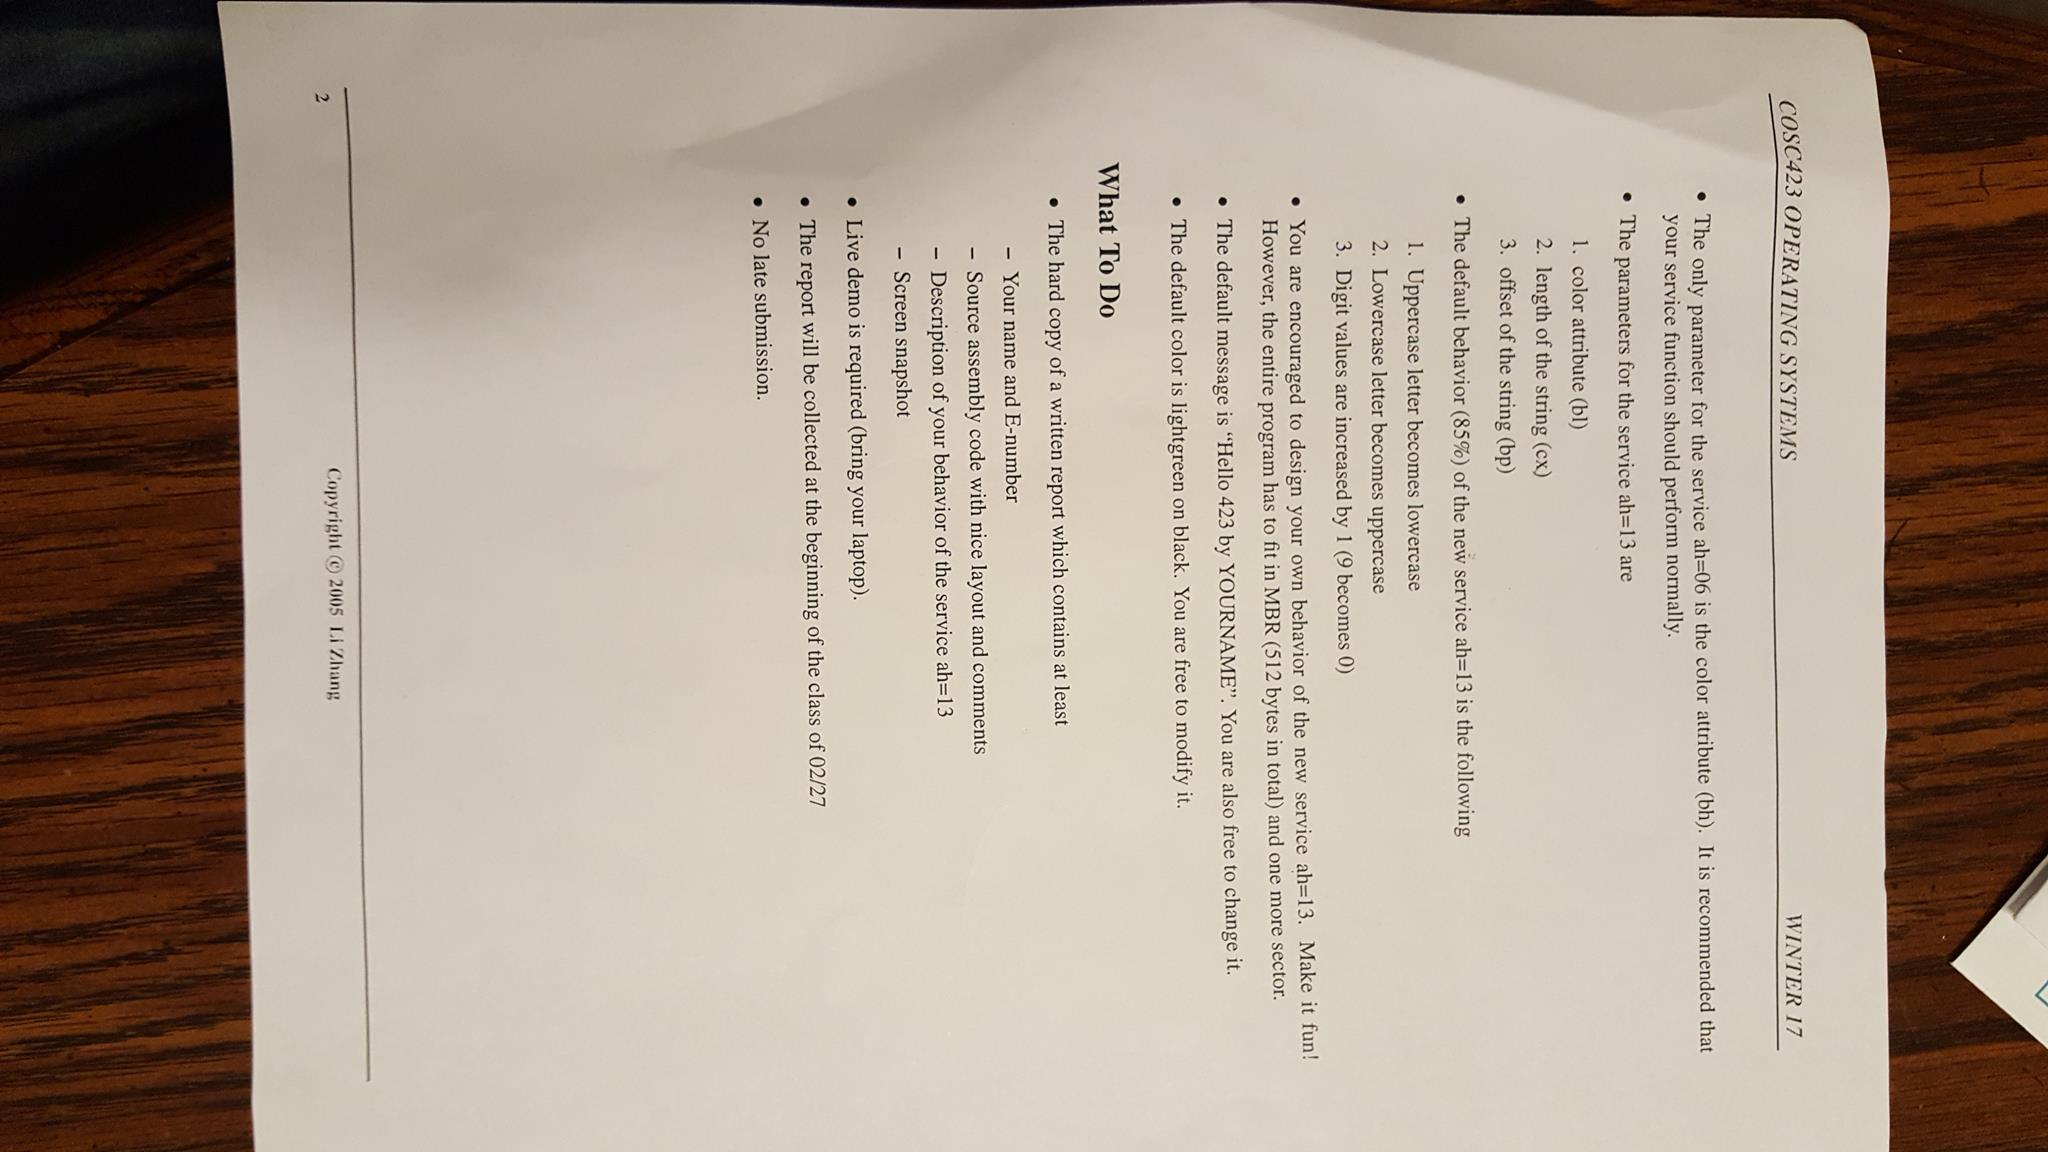 COSC423 OPERATING SYSTEMS WINTER 17
• The only parameter for the service ah=06 is the color attribute (bh). It is recommended that
your service function should perform normally.
• The parameters for the service ah=13 are
1. color attribute (bl)
2. length of the string (cx)
3. offset of the string (bp)
• The default behavior (85%) of the new service ah=13 is the following
1. Uppercase letter becomes lowercase
2. Lowercase letter becomes uppercase
3. Digit values are increased by 1 (9 becomes 0)
• You are encouraged to design your own behavior of the new service ah=13. Make it fun!
However, the entire program has to fit in MBR (512 bytes in total) and one more sector.
• The default message is “Hello 423 by YOURNAME”. You are also free to change it.
• The default color is lightgreen on black. You are free to modify it.
What To Do
• The hard copy of a written report which contains at least
– Your name and E-number
– Source assembly code with nice layout and comments
– Description of your behavior of the service ah=13
– Screen snapshot
• Live demo is required (bring your laptop).
• The report will be collected at the beginning of the class of 02/27
• No late submission.
2 Copyright © 2005 Li Zhang